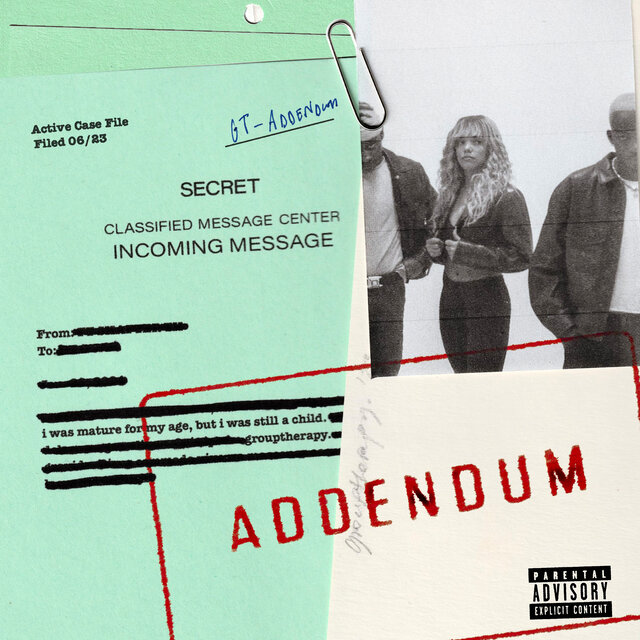 Active Case File
Filed 06/23
GT-ADDENDUM
SECRET
CLASSIFIED MESSAGE CENTER
INCOMING MESSAGE
From:
To:
i was mature for my age, but i was still a child.
grouptherapy.
grouptherapy.
ADDENDUM
PARENTAL
ADVISORY
EXPLICIT CONTENT